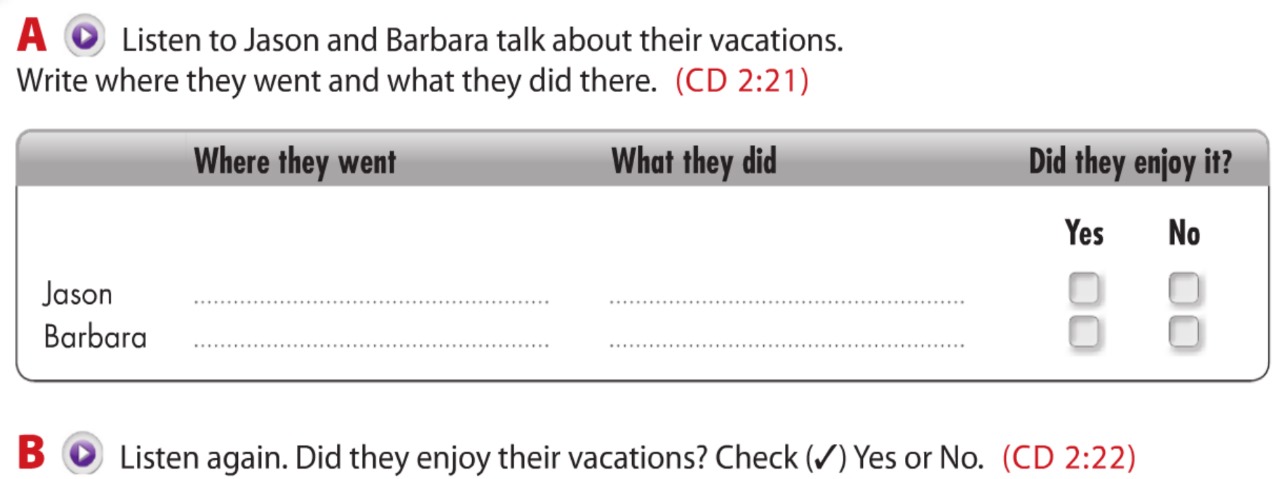 A Listen to Jason and Barbara talk about their vacations.
Write where they went and what they did there. (CD 2:21)
Where they went What they did Did they enjoy it?
Yes No
Jason
Barbara
B Listen again. Did they enjoy their vacations? Check (✓) Yes or No. (CD 2:22)